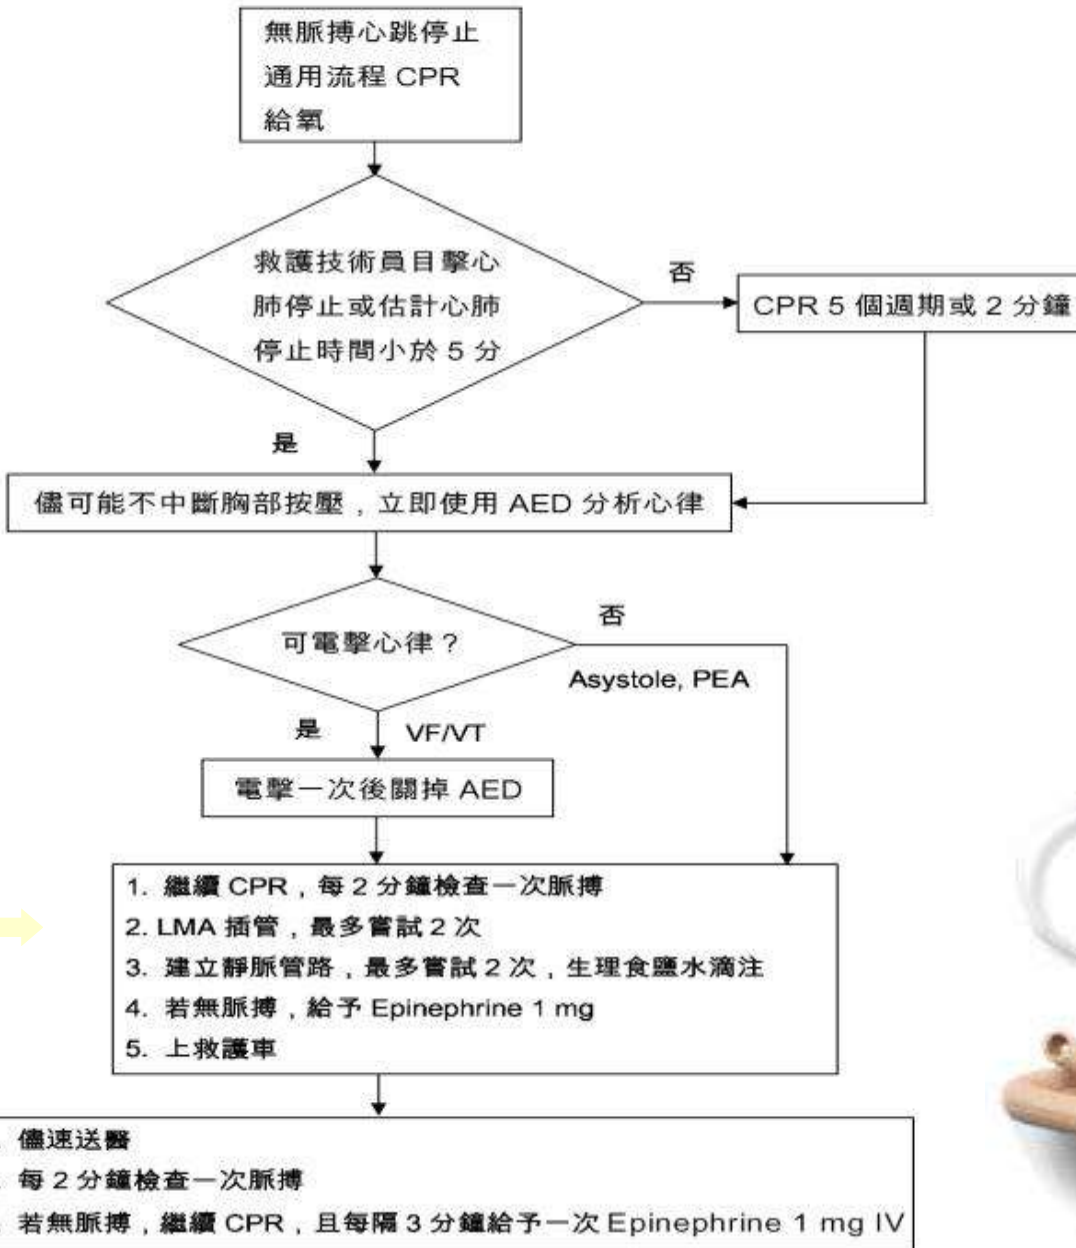 無脈搏心跳停止
通用流程 CPR
給氧
救護技術員目擊心
肺停止或估計心肺
停止時間小於 5 分
否
CPR 5 個週期或 2 分鐘
是
儘可能不中斷胸部按壓，立即使用 AED 分析心律
可電擊心律？
否
Asystole, PEA
是 VF/VT
電擊一次後關掉 AED
1. 繼續 CPR，每 2 分鐘檢查一次脈搏
2. LMA 插管，最多嘗試 2 次
3. 建立靜脈管路，最多嘗試 2 次，生理食鹽水滴注
4. 若無脈搏，給予 Epinephrine 1 mg
5. 上救護車
儘速送醫
每 2 分鐘檢查一次脈搏
若無脈搏，繼續 CPR，且每隔 3 分鐘給予一次 Epinephrine 1 mg IV